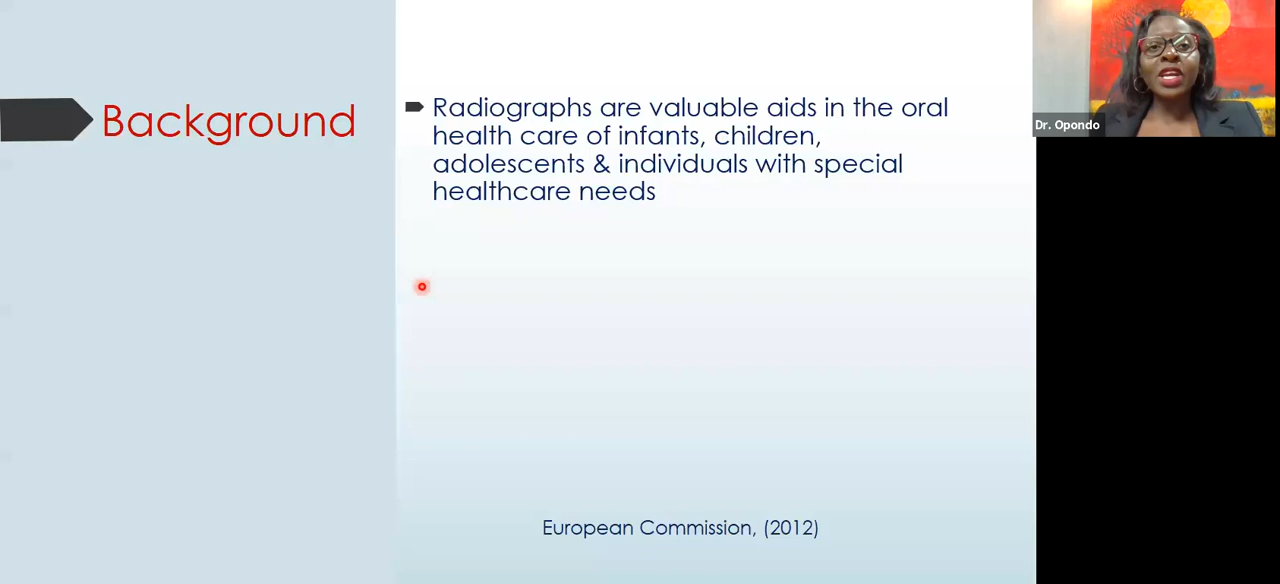 Background
Radiographs are valuable aids in the oral
health care of infants, children,
adolescents & individuals with special
healthcare needs
European Commission, (2012)
Dr. Opondo